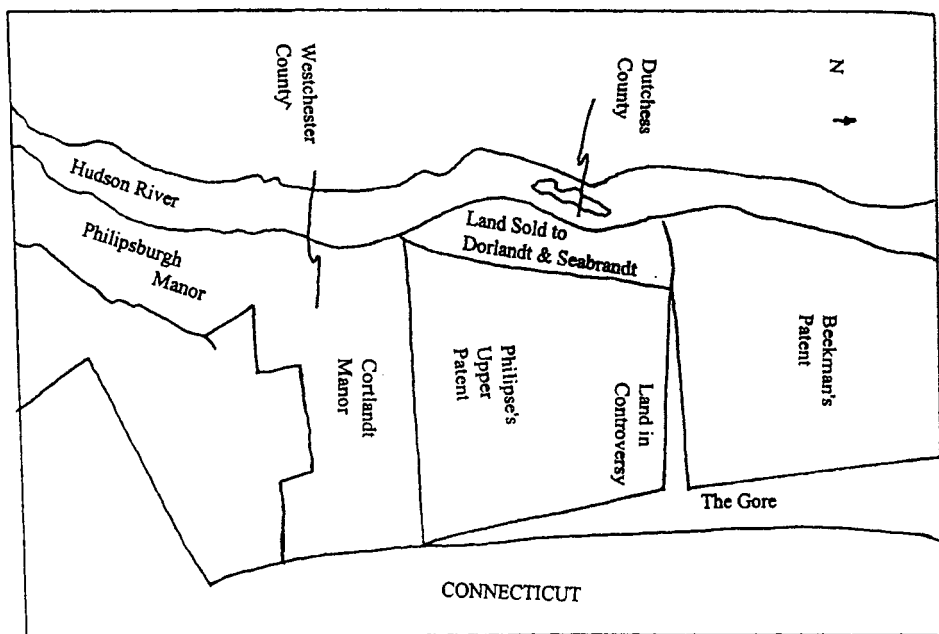 Westchester
County
Dutchess
County
N
Hudson River
Philipsburgh
Manor
Land Sold to
Dorlandt & Seabrandt
Cortlandt
Manor
Philipse's
Upper
Patent
Land in
Controversy
Beekman's
Patent
The Gore
CONNECTICUT